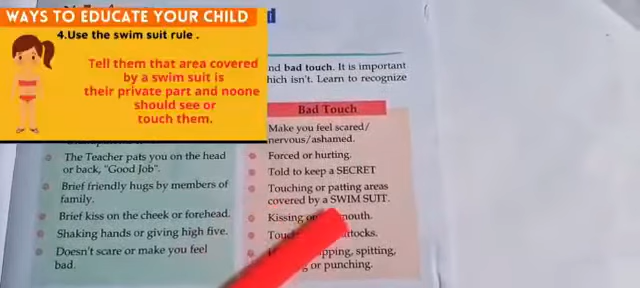 WAYS TO EDUCATE YOUR CHILD
4.Use the swim suit rule .
Tell them that area covered
by a swim suit is
their private part and noone
should see or
touch them.
nd bad touch. It is important
hich isn't. Learn to recognize
The Teacher pats you on the head
or back, "Good Job".
Brief friendly hugs by members of
family.
Brief kiss on the cheek or forehead.
Shaking hands or giving high five.
Doesn't scare or make you feel
bad.
Bad Touch
Make you feel scared/
nervous/ashamed.
Forced or hurting.
Told to keep a SECRET
Touching or patting areas
covered by a SWIM SUIT.
Kissing on mouth.
spitting,
or punching.